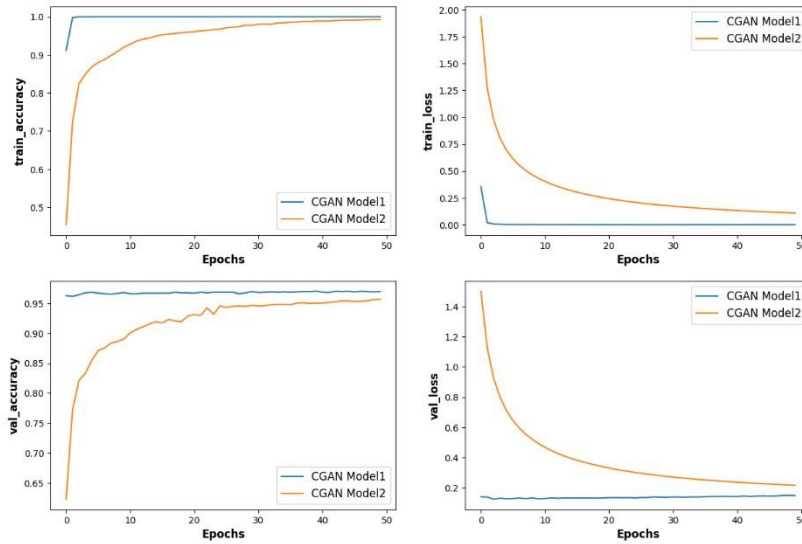 1.0
0.9
0.8
0.7
0.6
0.5
train_accuracy
CGAN Model1
CGAN Model2
0 10 20 30 40 50
Epochs
2.00
1.75
1.50
1.25
1.00
0.75
0.50
0.25
0.00
train_loss
CGAN Model1
CGAN Model2
0 10 20 30 40 50
Epochs
0.95
0.90
0.85
0.80
0.75
0.70
0.65
val_accuracy
CGAN Model1
CGAN Model2
0 10 20 30 40 50
Epochs
1.4
1.2
1.0
0.8
0.6
0.4
0.2
val_loss
CGAN Model1
CGAN Model2
0 10 20 30 40 50
Epochs